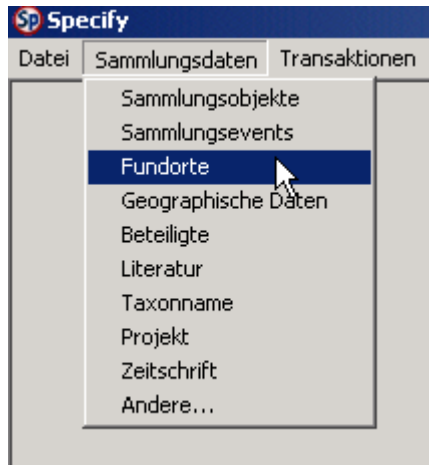 Sp Specify
Datei Sammlungsdaten Transaktionen
Sammlungsobjekte
Sammlungsevents
Fundorte
Geographische Daten
Beteiligte
Literatur
Taxonname
Projekt
Zeitschrift
Andere...